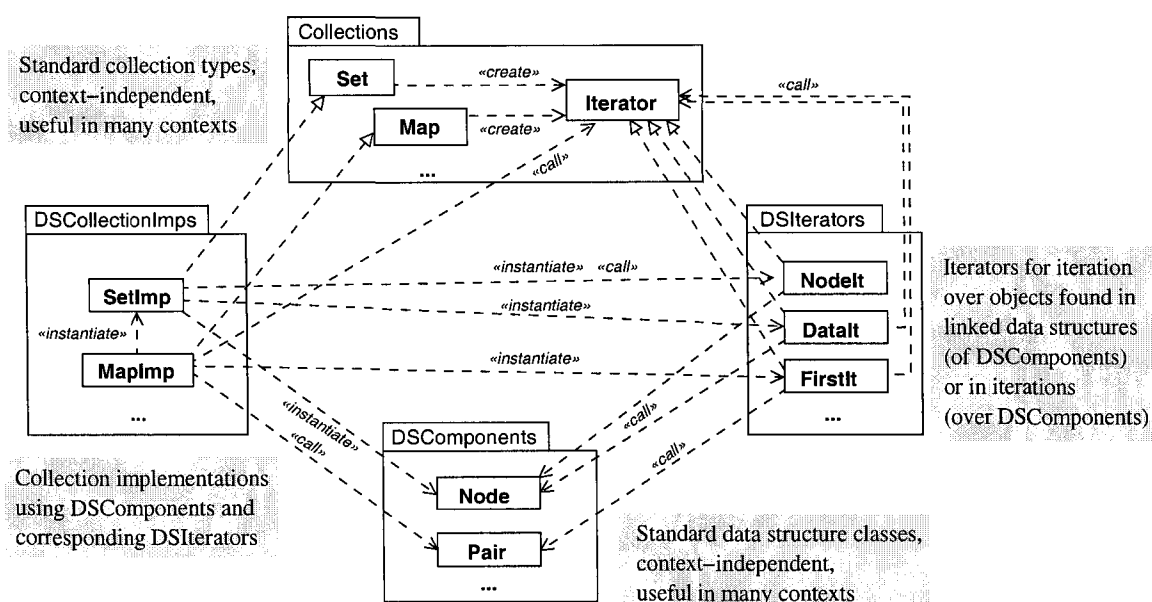 Collections
Standard collection types,
context–independent,
useful in many contexts
Set
«create»
Iterator
«call»
Map
«create»
«call»
...
DSCollectionImps
DSIterators
SetImp
«instantiate» «call»
NodeIt
«instantiate»
DataIt
«instantiate»
MapImp
«instantiate»
FirstIt
...
...
Iterators for iteration
over objects found in
linked data structures
(of DSComponents)
or in iterations
(over DSComponents)
«instantiate»
«call»
«call»
«call»
DSComponents
Node
Pair
...
Collection implementations
using DSComponents and
corresponding DSIterators
Standard data structure classes,
context–independent,
useful in many contexts